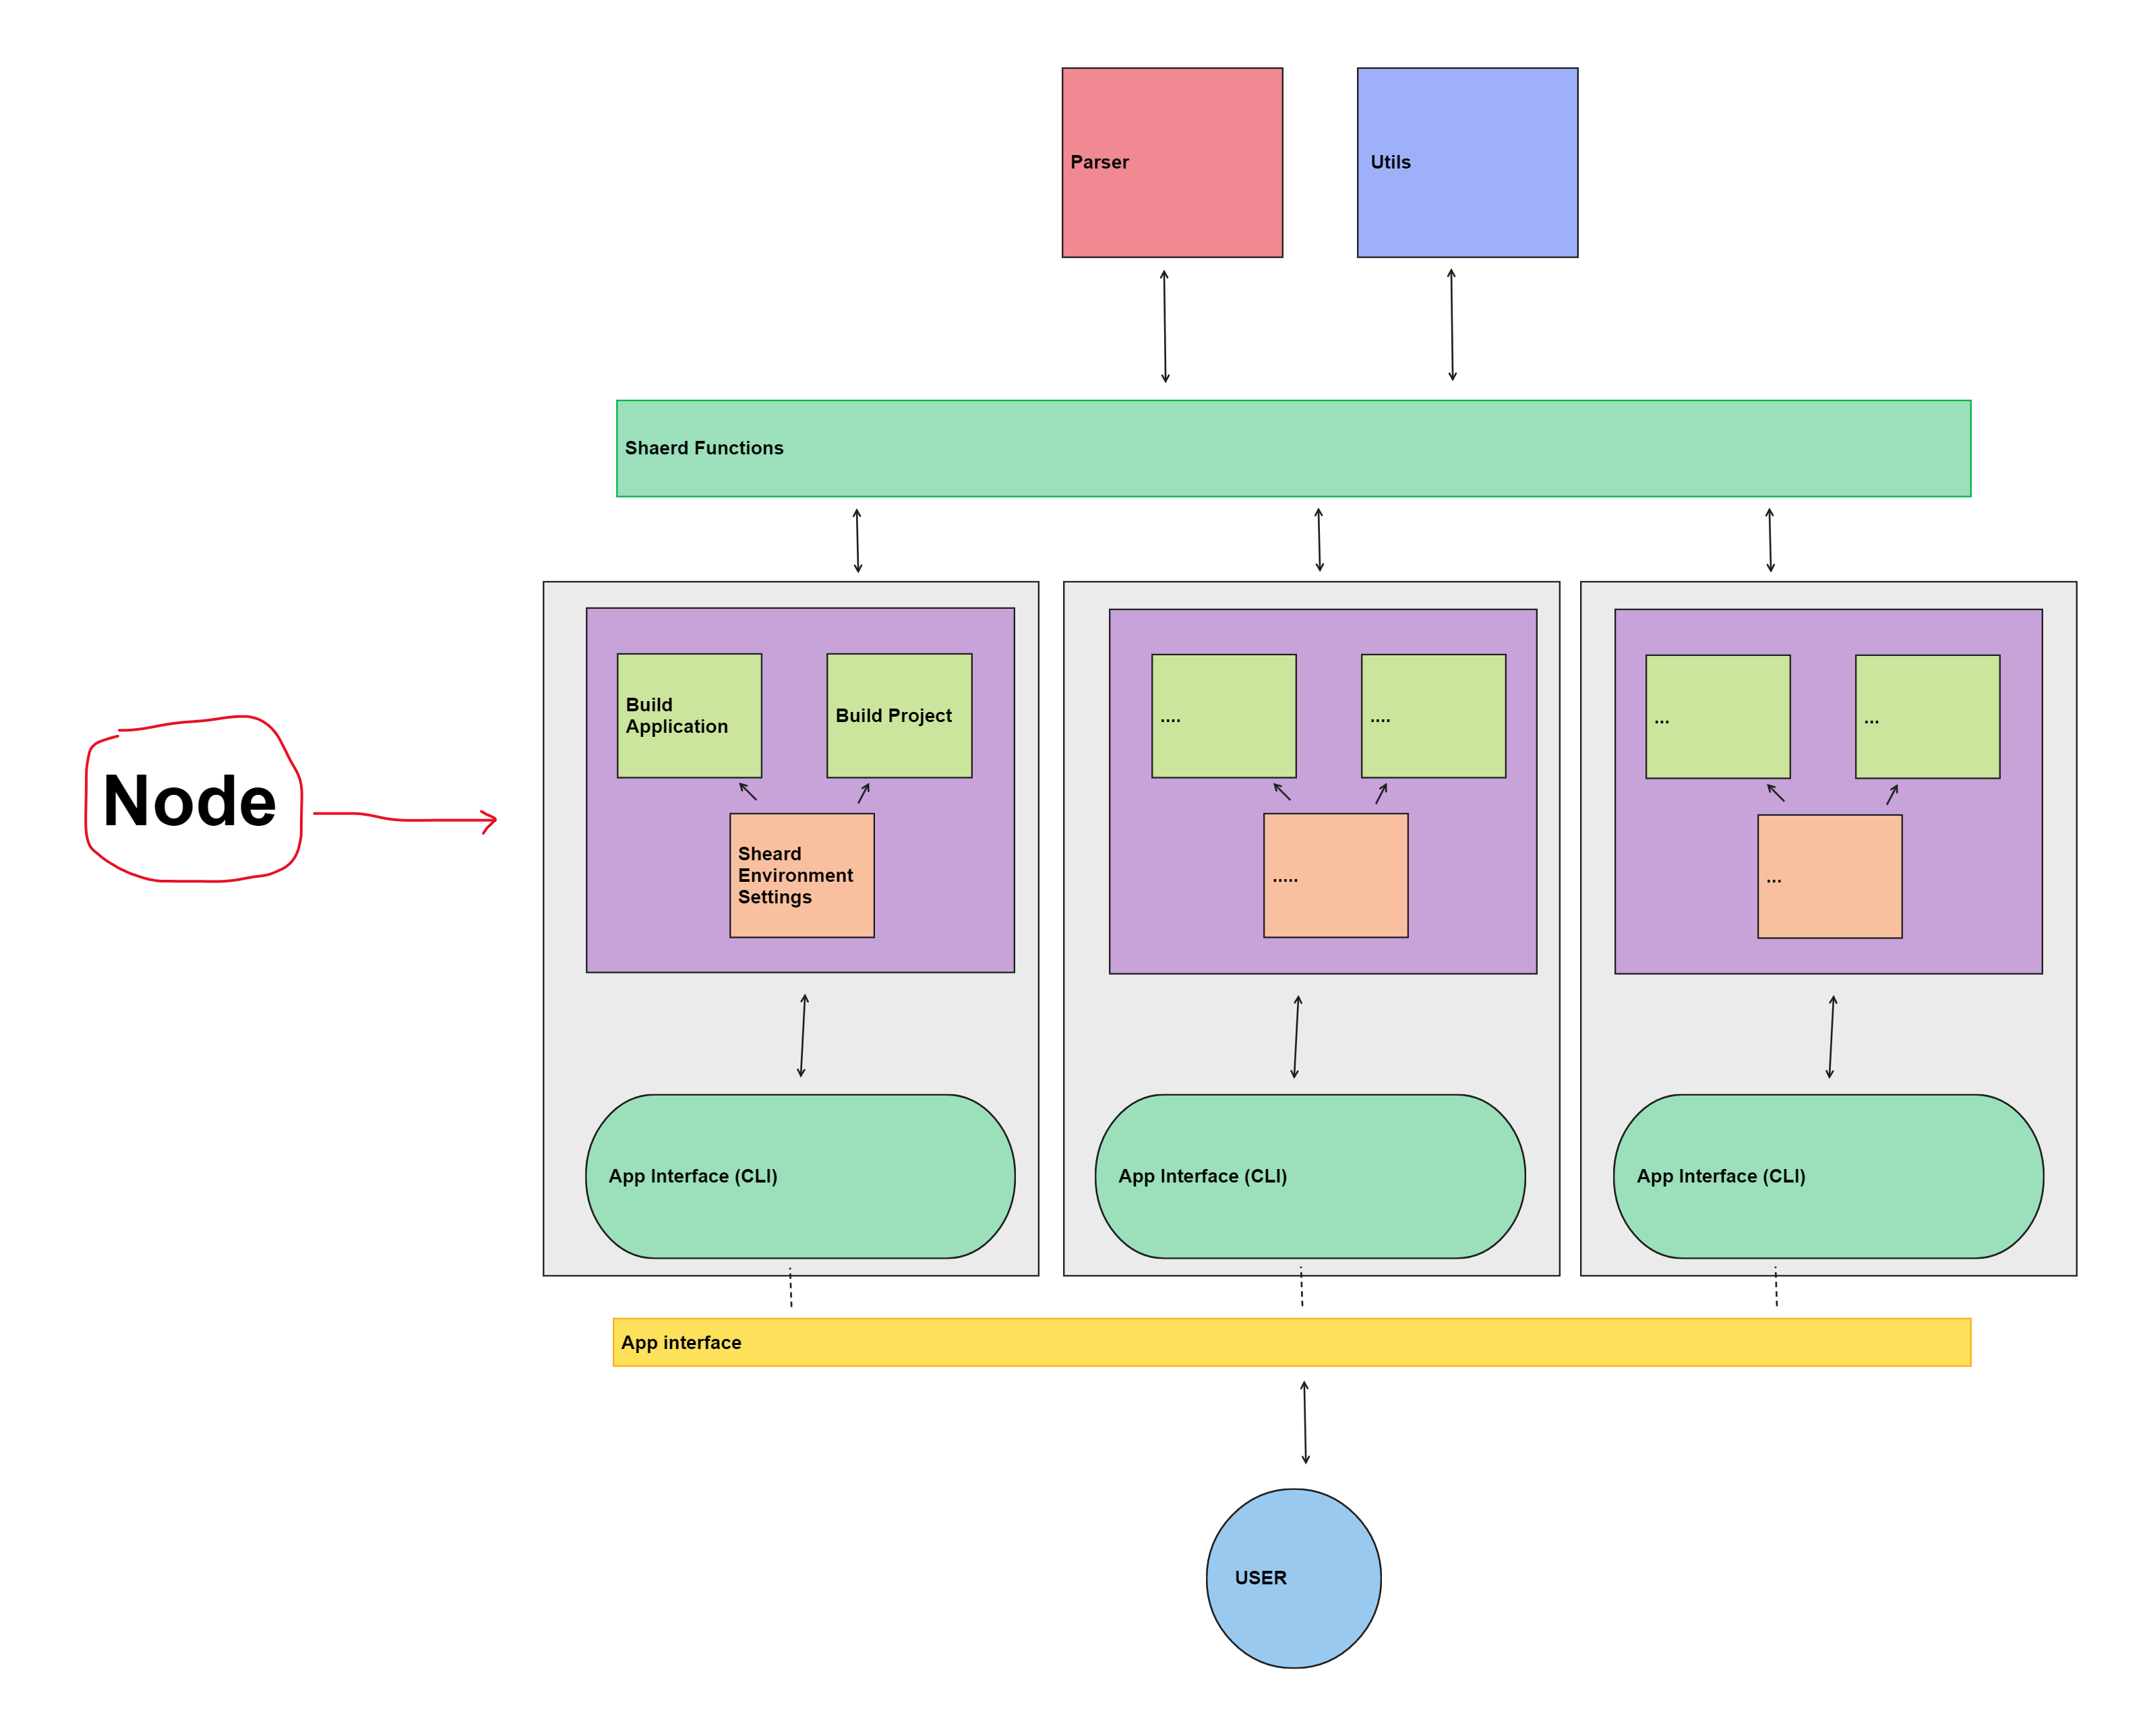 Parser
Utils
Shaerd Functions
Node
Build
Application
Build Project
Sheard
Environment
Settings
....
....
.....
...
...
...
App Interface (CLI)
App Interface (CLI)
App Interface (CLI)
App interface
USER